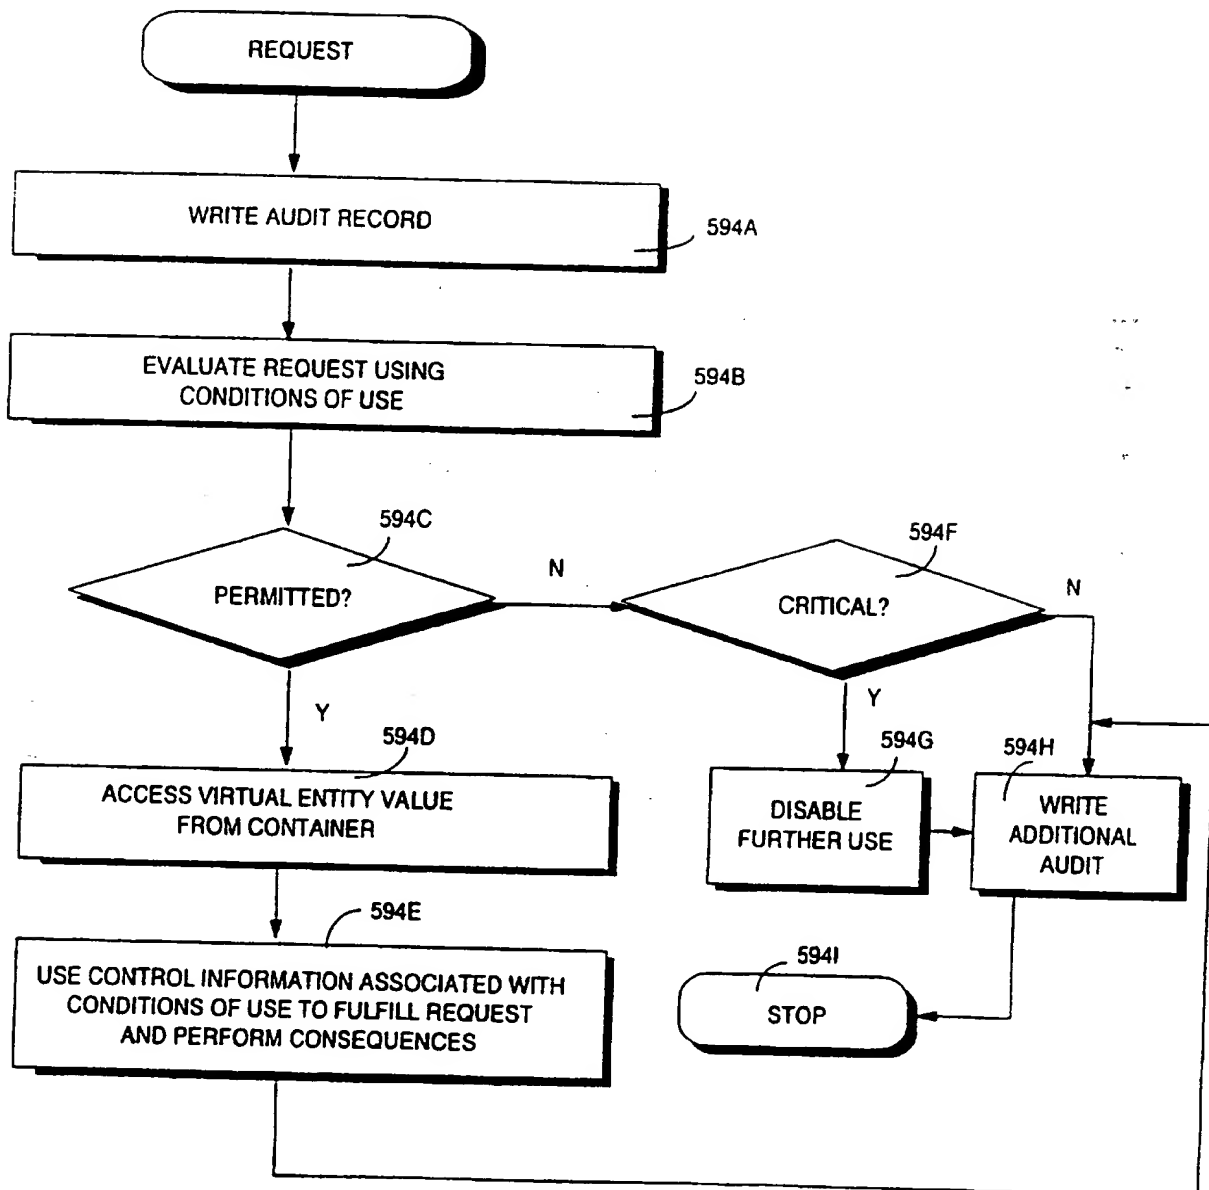 REQUEST
WRITE AUDIT RECORD
594A
EVALUATE REQUEST USING
CONDITIONS OF USE
594B
594C
PERMITTED?
N
594F
CRITICAL?
N
Y
Y
594D
ACCESS VIRTUAL ENTITY VALUE
FROM CONTAINER
594G
DISABLE
FURTHER USE
594H
WRITE
ADDITIONAL
AUDIT
594E
USE CONTROL INFORMATION ASSOCIATED WITH
CONDITIONS OF USE TO FULFILL REQUEST
AND PERFORM CONSEQUENCES
594I
STOP